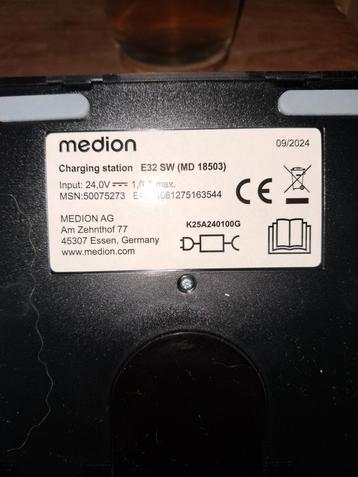 medion
09/2024
Charging station E32 SW (MD 18503)
Input: 24,0V max.
MSN:50075273
MEDION AG
Am Zehnthof 77
45307 Essen, Germany
www.medion.com
K25A240100G
CE